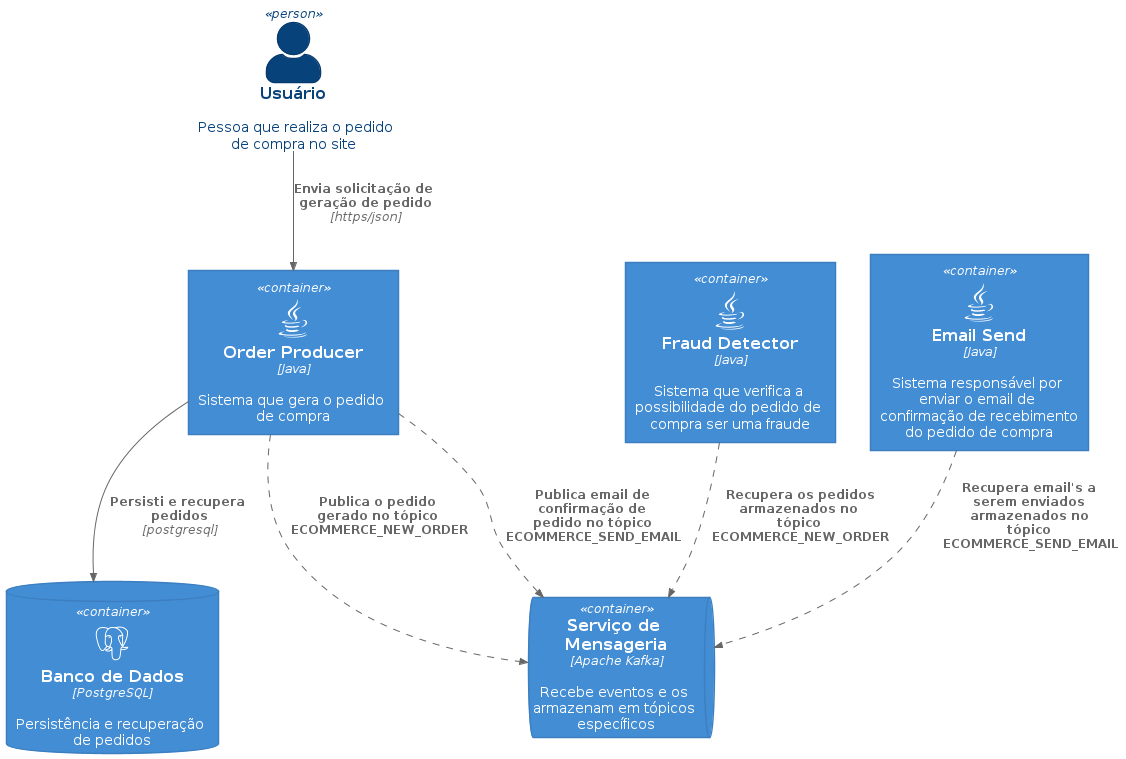 «person»
Usuário
Pessoa que realiza o pedido
de compra no site
Envia solicitação de
geração de pedido
[https/json]
«container»
Order Producer
[Java]
Sistema que gera o pedido
de compra
«container»
Fraud Detector
[Java]
Sistema que verifica a
possibilidade do pedido de
compra ser uma fraude
«container»
Email Send
[Java]
Sistema responsável por
enviar o email de
confirmação de recebimento
do pedido de compra
Persisti e recupera
pedidos
[postgresql]
Publica o pedido
gerado no tópico
ECOMMERCE_NEW_ORDER
Publica email de
confirmação de
pedido no tópico
ECOMMERCE_SEND_EMAIL
Recupera os pedidos
armazenados no
tópico
ECOMMERCE_NEW_ORDER
Recupera email's a
serem enviados
armazenados no
tópico
ECOMMERCE_SEND_EMAIL
«container»
Banco de Dados
[PostgreSQL]
Persistência e recuperação
de pedidos
«container»
Serviço de
Mensageria
[Apache Kafka]
Recebe eventos e os
armazenam em tópicos
específicos